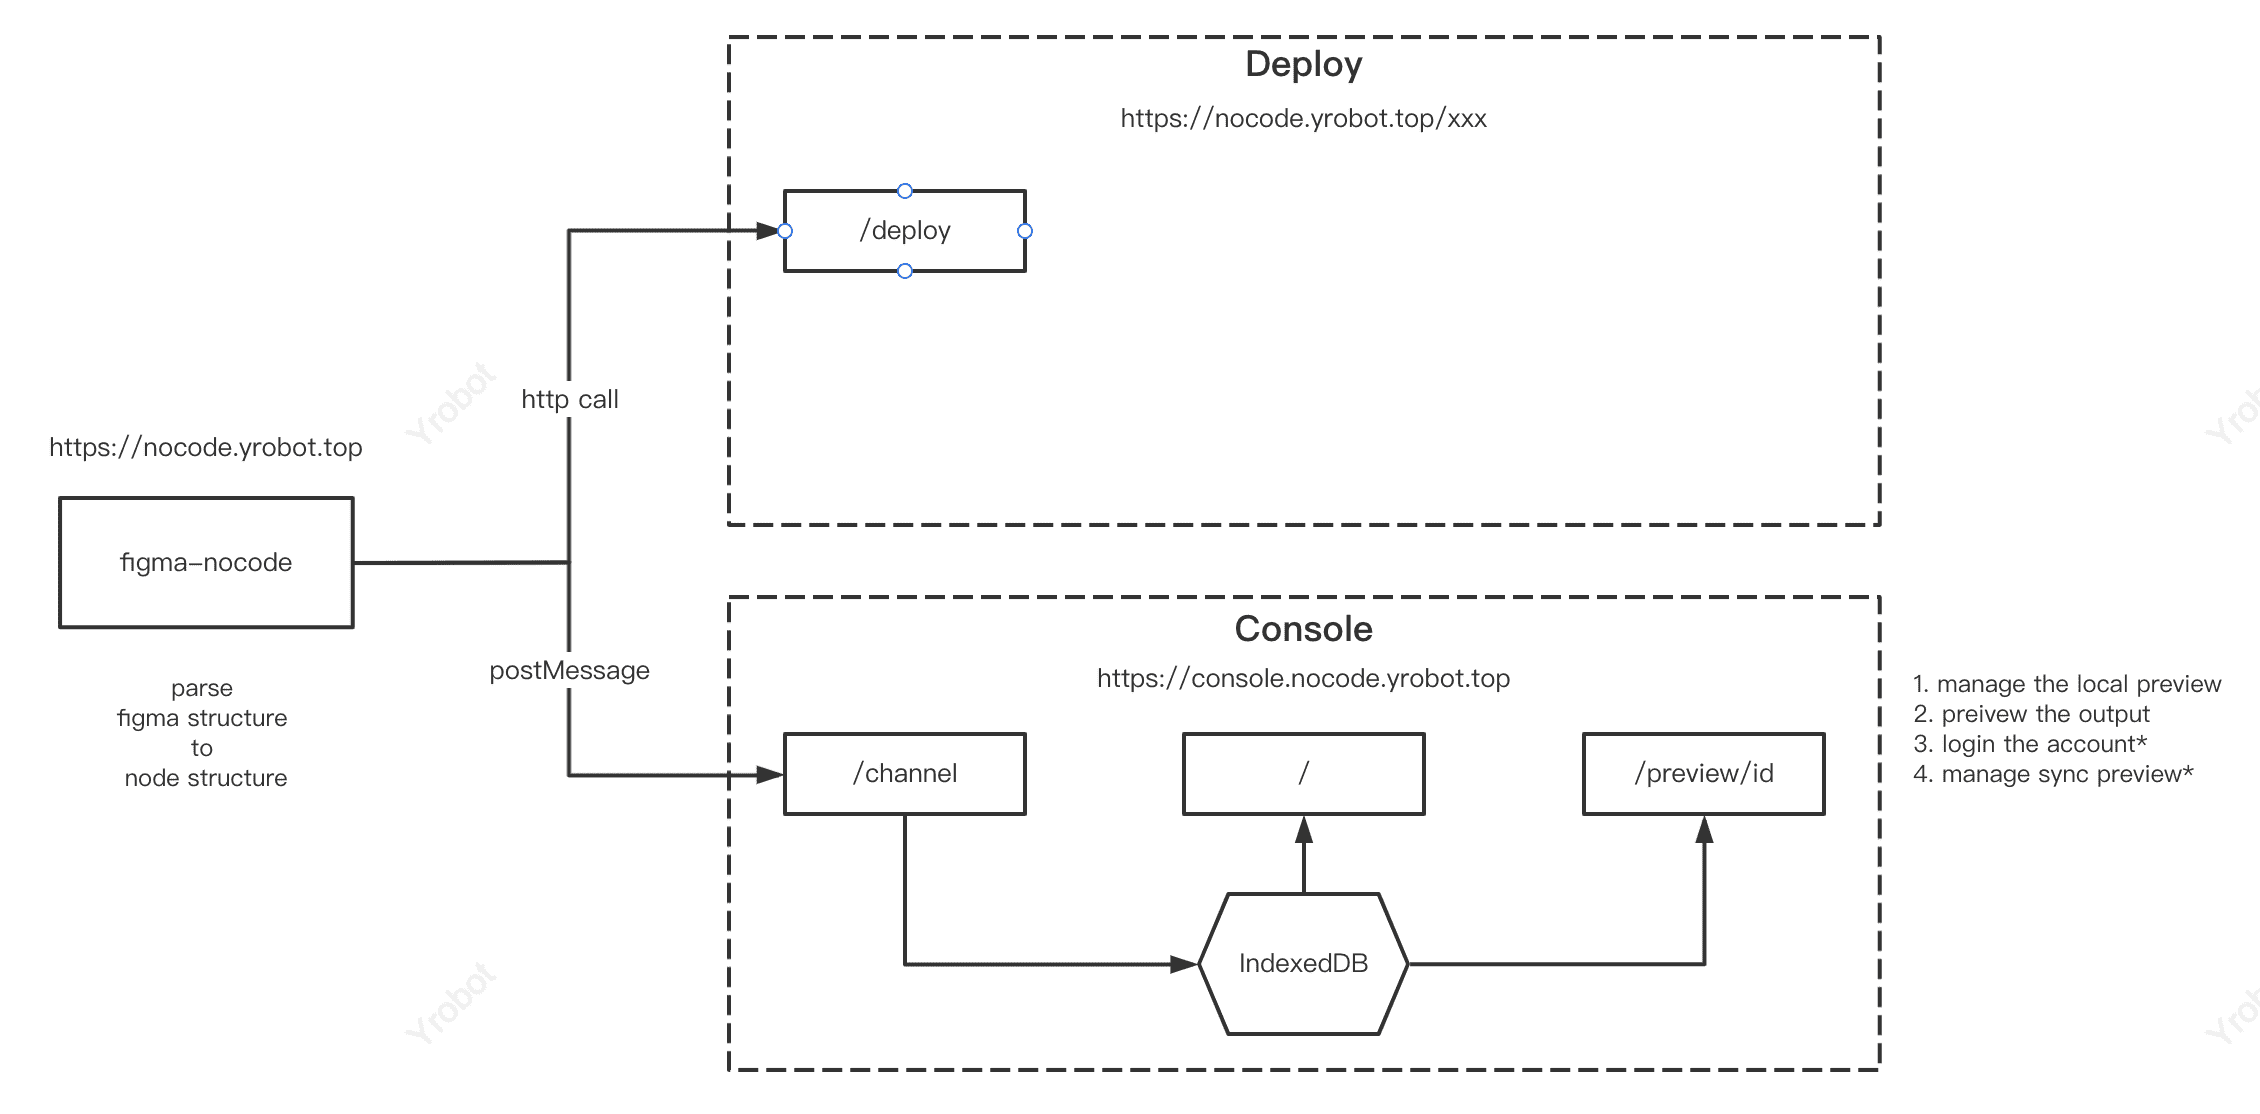 Deploy
https://nocode.yrobot.top/xxx
/deploy
http call
https://nocode.yrobot.top
figma-nocode
parse
figma structure
to
node structure
postMessage
Console
https://console.nocode.yrobot.top
/channel
/
/preview/id
IndexedDB
1. manage the local preview
2. preivew the output
3. login the account*
4. manage sync preview*
Yrobot
Yrobot
Yrob
Yrob